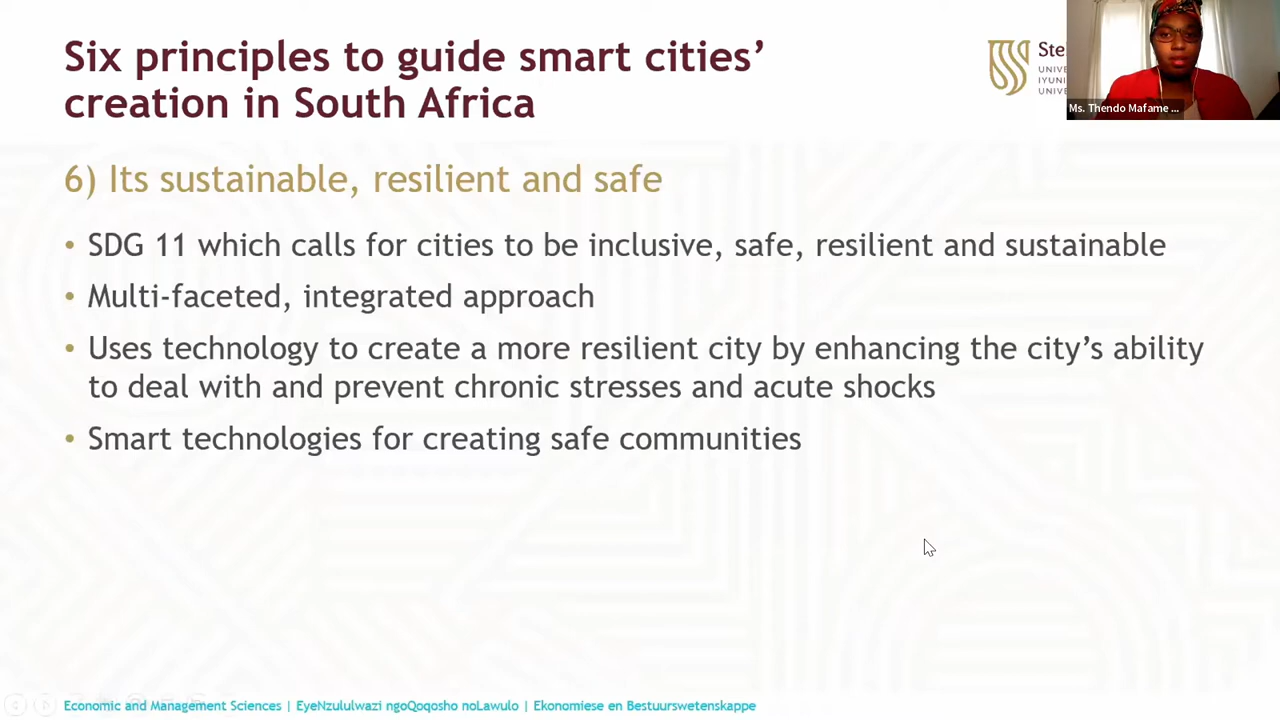 Six principles to guide smart cities’
creation in South Africa
Ms. Thendo Mafame ...
6) Its sustainable, resilient and safe
• SDG 11 which calls for cities to be inclusive, safe, resilient and sustainable
• Multi-faceted, integrated approach
• Uses technology to create a more resilient city by enhancing the city’s ability
to deal with and prevent chronic stresses and acute shocks
• Smart technologies for creating safe communities
Economic and Management Sciences | EyeNzululwazi ngoQoqosho noLawulo | Ekonomiese en Bestuurswetenskappe